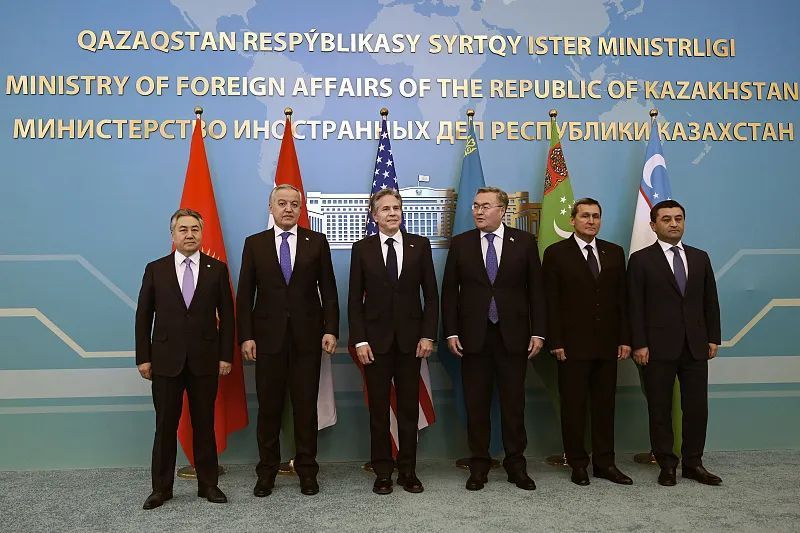 QAZAQSTAN RESPÝBLIKASY SYRTQY ISTER MINISTRLIGI
MINISTRY OF FOREIGN AFFAIRS OF THE REPUBLIC OF KAZAKHSTAN
МИНИСТЕРСТВО ИНОСТРАННЫХ ДЕЛ РЕСПУБЛИКИ КАЗАХСТАН